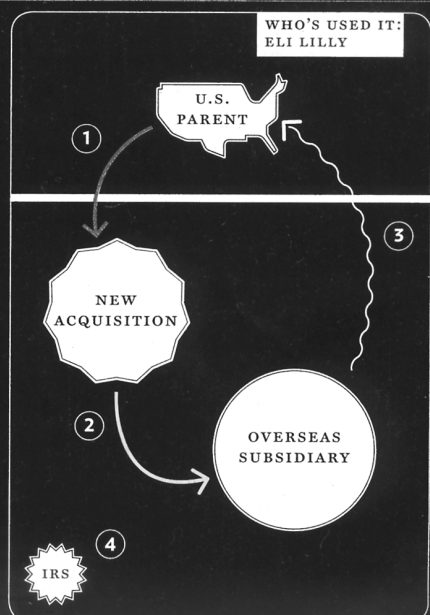 WHO'S USED IT:
ELI LILLY
U.S.
PARENT
1
3
NEW
ACQUISITION
2
OVERSEAS
SUBSIDIARY
4
IRS